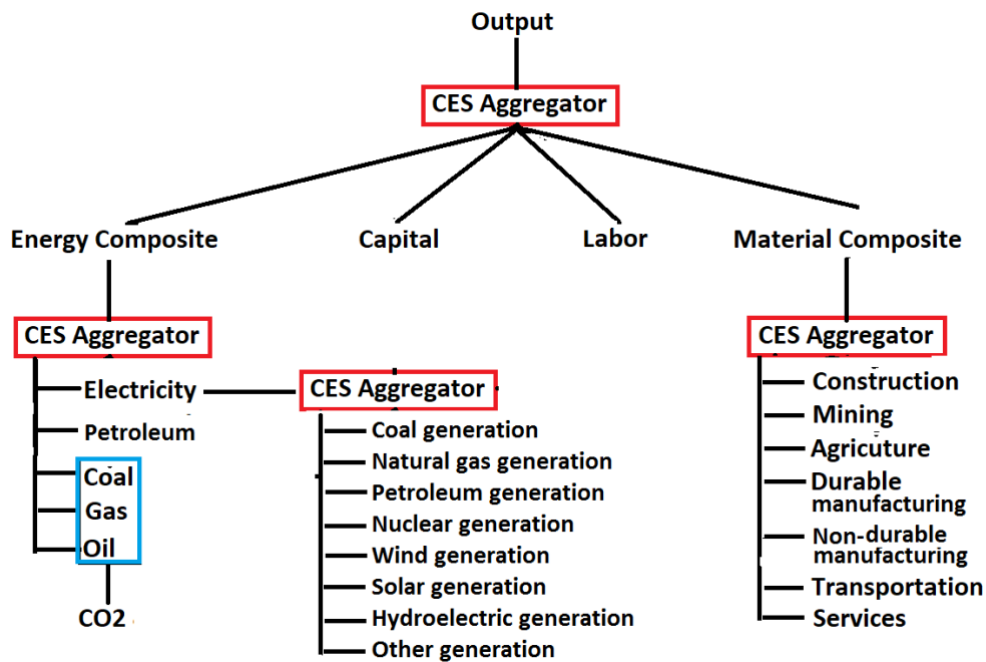 Output
CES Aggregator
Energy Composite
Capital
Labor
Material Composite
CES Aggregator
Electricity
Petroleum
Coal
Gas
Oil
CO2
CES Aggregator
Coal generation
Natural gas generation
Petroleum generation
Nuclear generation
Wind generation
Solar generation
Hydroelectric generation
Other generation
CES Aggregator
Construction
Mining
Agricuture
Durable
manufacturing
Non-durable
manufacturing
Transportation
Services